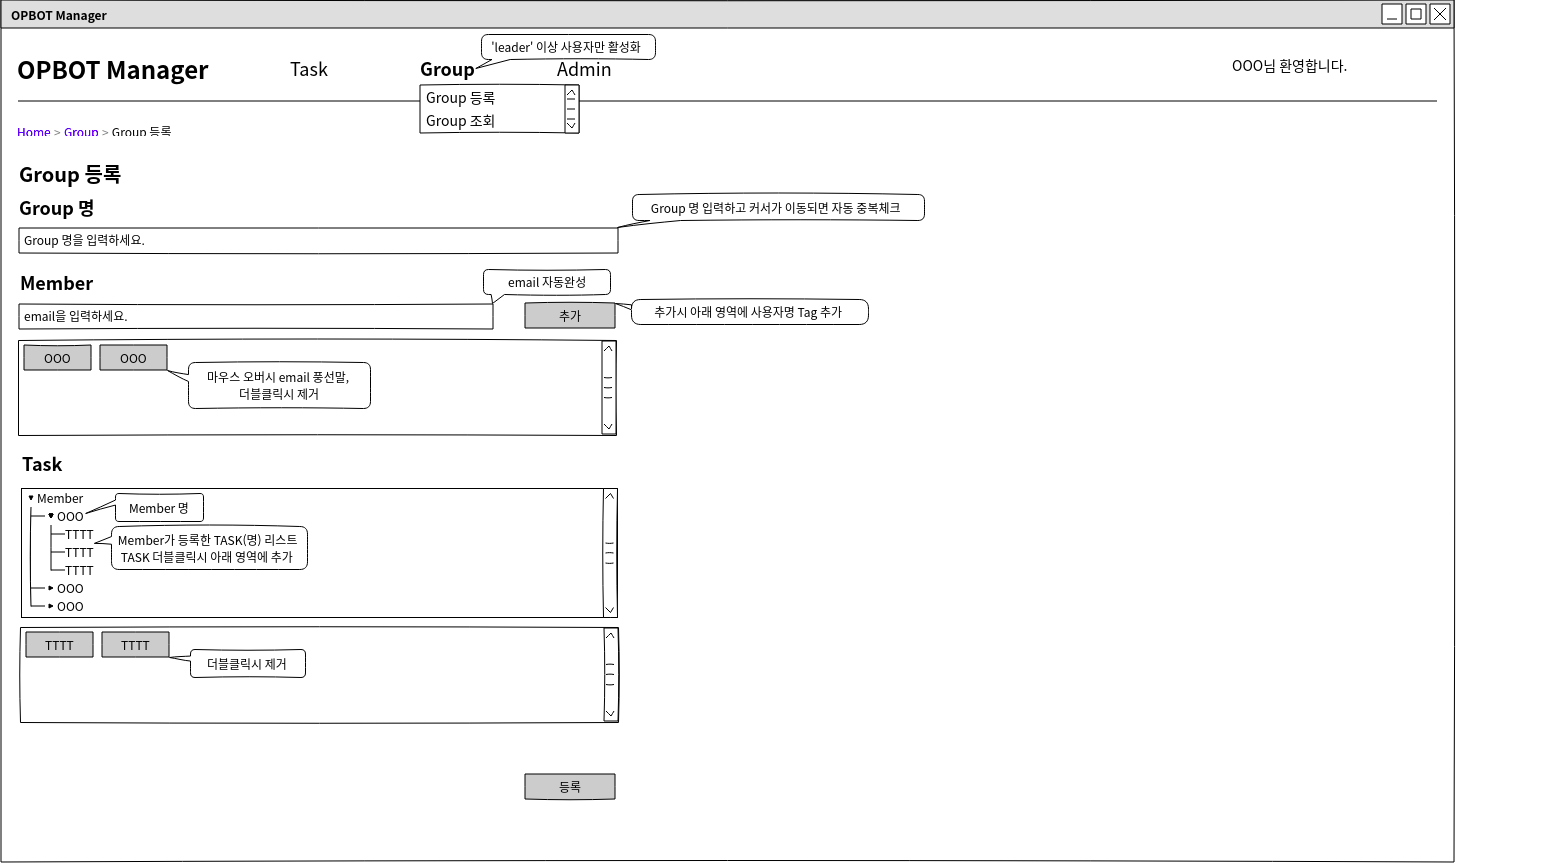 OPBOT Manager
'leader' 이상 사용자만 활성화
OPBOT Manager Task Group Admin OOO님 환영합니다.
Group 등록
Group 조회
Home > Group > Group 등록
Group 등록
Group 명
Group 명 입력하고 커서가 이동되면 자동 중복체크
Group 명을 입력하세요.
Member
email 자동완성
email을 입력하세요.
추가
추가시 아래 영역에 사용자명 Tag 추가
OOO OOO
마우스 오버시 email 풍선말,
더블클릭시 제거
Task
Member
OOO
Member 명
TTTT
TTTT
TTTT
Member가 등록한 TASK(명) 리스트
TASK 더블클릭시 아래 영역에 추가
OOO
OOO
TTTT TTTT
더블클릭시 제거
등록